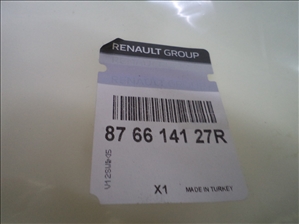 RENAULT GROUP
87 66 141 27R
X1
MADE IN TURKEY